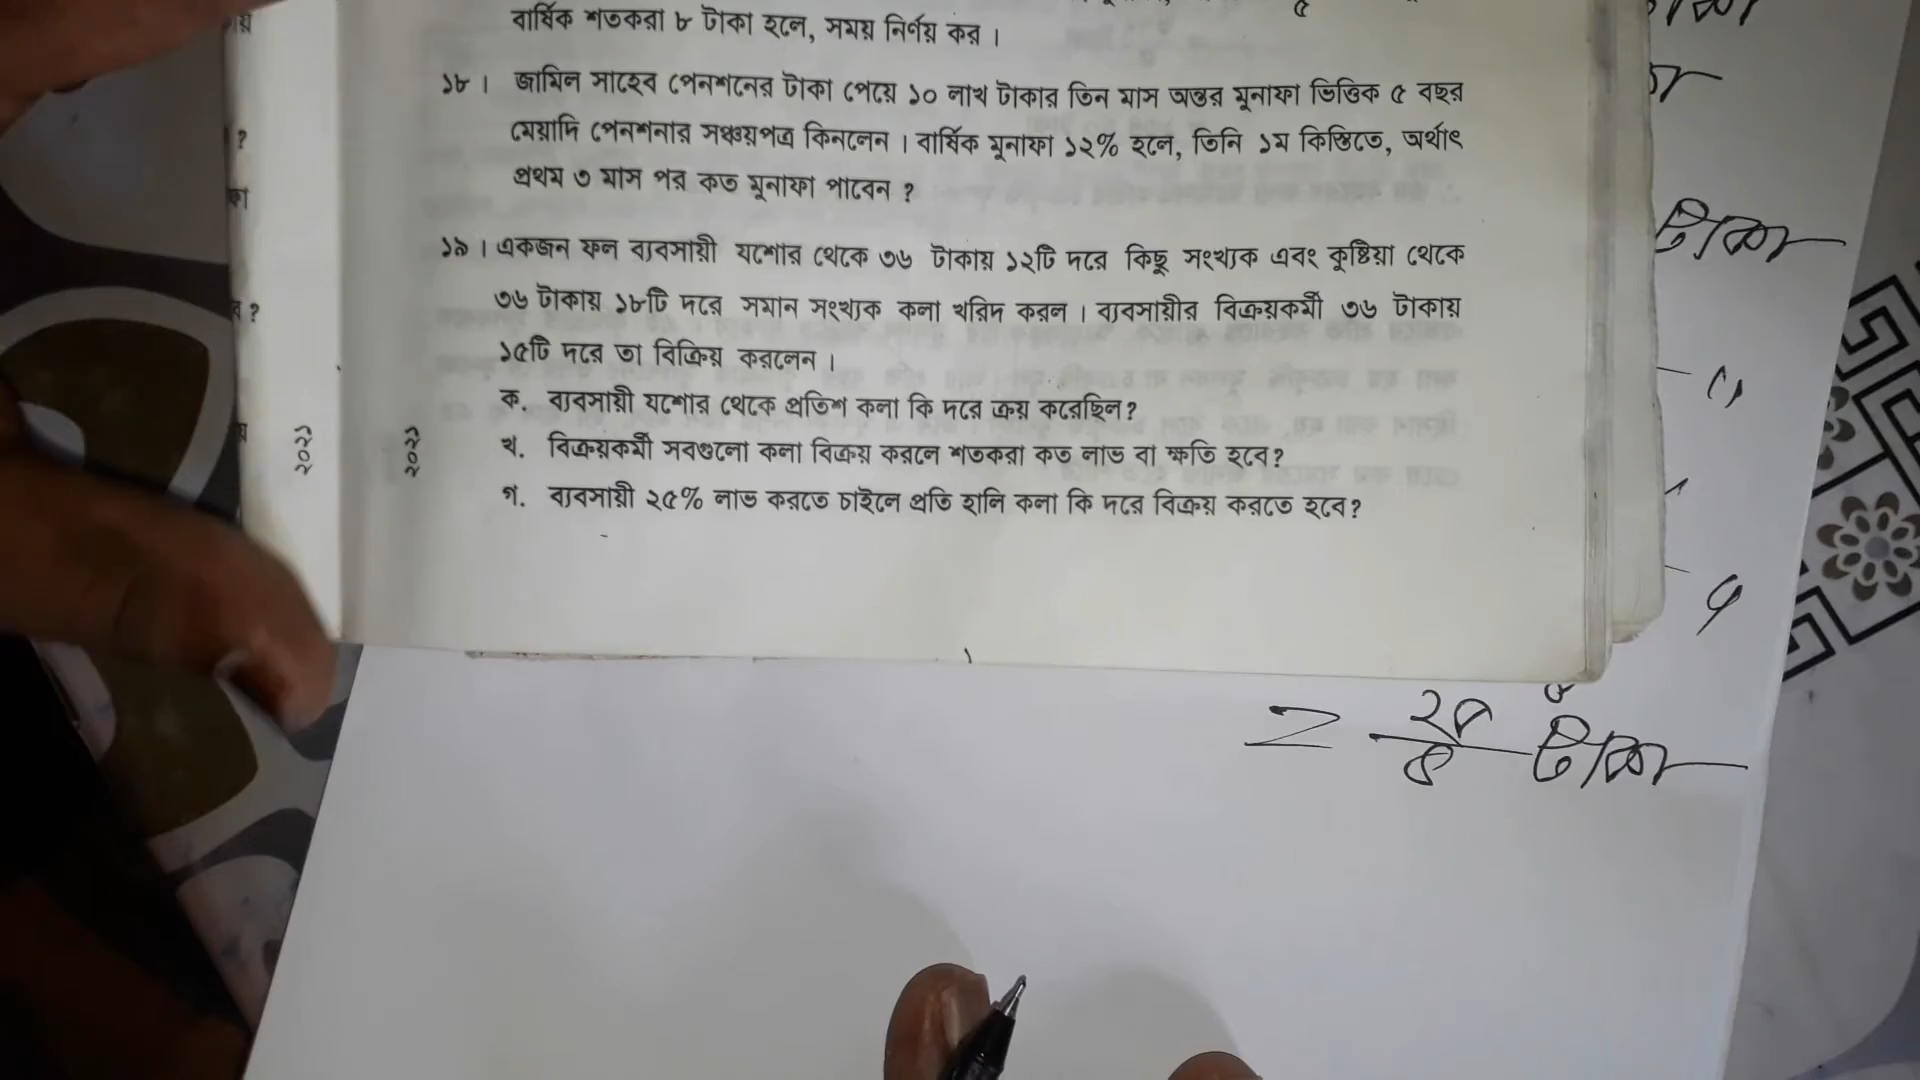 বার্ষিক শতকরা ৮ টাকা হলে, সময় নির্ণয় কর ।
১৮ । জামিল সাহেব পেনশনের টাকা পেয়ে ১০ লাখ টাকার তিন মাস অন্তর মুনাফা ভিত্তিক ৫ বছর
মেয়াদি পেনশনার সঞ্চয়পত্র কিনলেন । বার্ষিক মুনাফা ১২% হলে, তিনি ১ম কিস্তিতে, অর্থাৎ
প্রথম ৩ মাস পর কত মুনাফা পাবেন ?
১৯ । একজন ফল ব্যবসায়ী যশোর থেকে ৩৬ টাকায় ১২টি দরে কিছু সংখ্যক এবং কুষ্টিয়া থেকে
৩৬ টাকায় ১৮টি দরে সমান সংখ্যক কলা খরিদ করল । ব্যবসায়ীর বিক্রয়কর্মী ৩৬ টাকায়
১৫টি দরে তা বিক্রিয় করলেন ।
ক. ব্যবসায়ী যশোর থেকে প্রতিশ কলা কি দরে ক্রয় করেছিল?
খ. বিক্রয়কর্মী সবগুলো কলা বিক্রয় করলে শতকরা কত লাভ বা ক্ষতি হবে?
গ. ব্যবসায়ী ২৫% লাভ করতে চাইলে প্রতি হালি কলা কি দরে বিক্রয় করতে হবে?
২০২১
২০২১
টাকা
টাকা